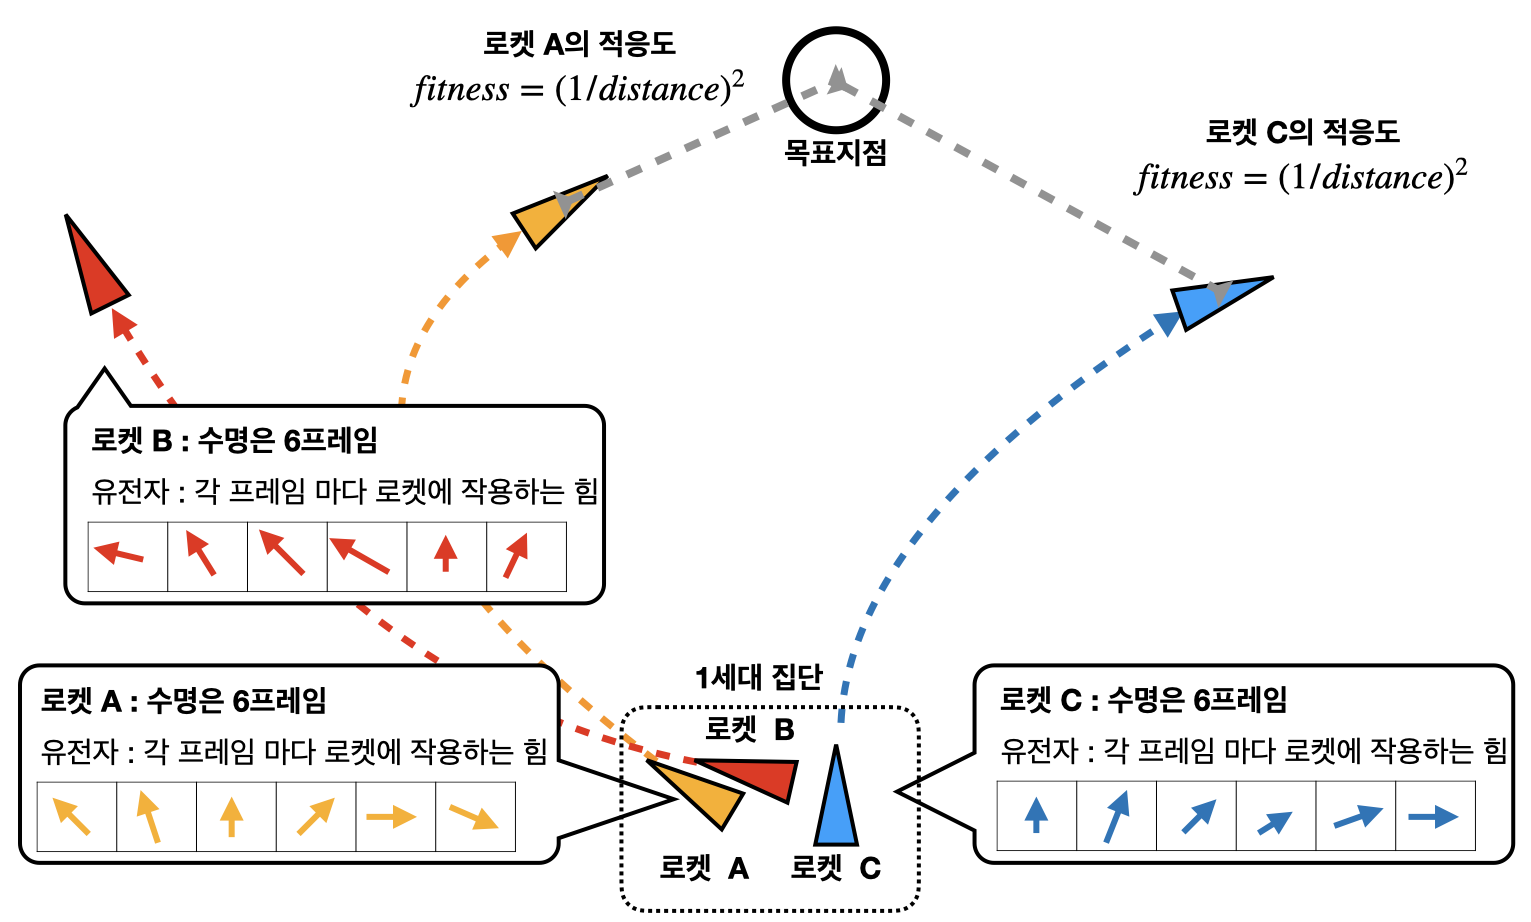 로켓 A의 적응도
fitness = (1/distance)²
목표지점
로켓 C의 적응도
fitness = (1/distance)²
로켓 B : 수명은 6프레임
유전자 : 각 프레임 마다 로켓에 작용하는 힘
1세대 집단
로켓 B
로켓 A
로켓 C
로켓 A : 수명은 6프레임
유전자 : 각 프레임 마다 로켓에 작용하는 힘
로켓 C : 수명은 6프레임
유전자 : 각 프레임 마다 로켓에 작용하는 힘